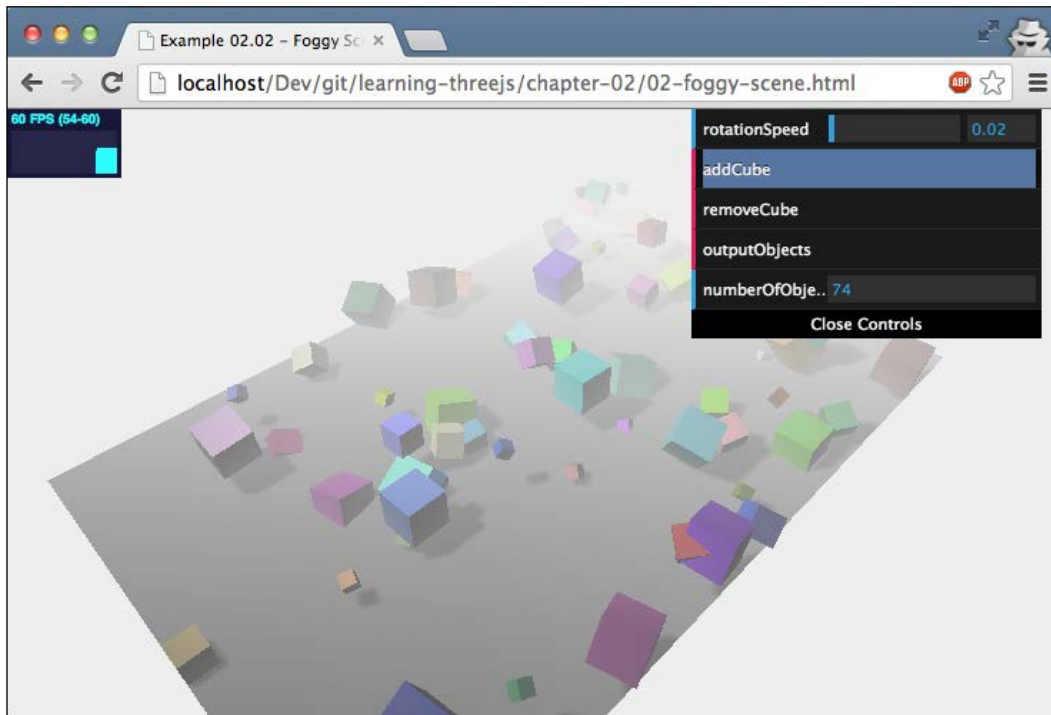 Example 02.02 – Foggy Sc
localhost/Dev/git/learning-threejs/chapter-02/02-foggy-scene.html
ABP
60 FPS (54-60)
rotationSpeed 0.02
addCube
removeCube
outputObjects
numberOfObje.. 74
Close Controls